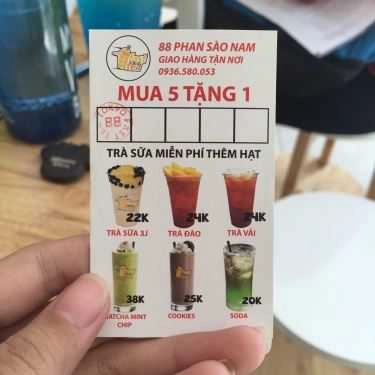 88 PHAN SÀO NAM
GIAO HÀNG TẬN NƠI
0936.580.053
MUA 5 TẶNG 1
88
TRÀ SỮA MIỄN PHÍ THÊM HẠT
22K 24K 24K
TRÀ SỮA 3J TRÀ ĐÀO TRÀ VẢI
38K 25K 20K
MATCHA MINT COOKIES SODA
CHIP